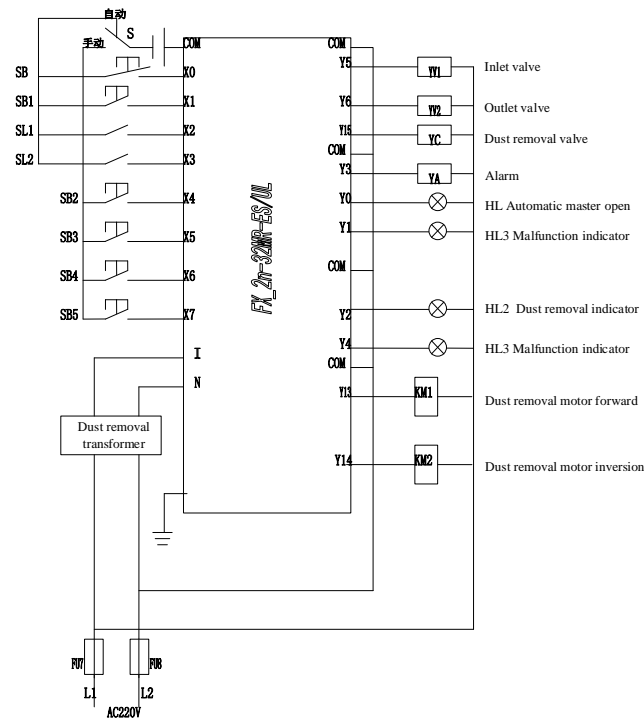 自动
手动
S
COM
COM
SB
X0
Y5
YV1
Inlet valve
SB1
X1
Y6
YV2
Outlet valve
SL1
X2
Y15
YC
Dust removal valve
SL2
X3
COM
Y3
YA
Alarm
SB2
X4
Y0
HL Automatic master open
SB3
X5
Y1
HL3 Malfunction indicator
SB4
X6
COM
SB5
X7
Y2
HL2 Dust removal indicator
FX_2n-32MR-ES/UL
I
Y4
HL3 Malfunction indicator
N
COM
Y13
KM1
Dust removal motor forward
Dust removal
transformer
Y14
KM2
Dust removal motor inversion
FU7
FU8
L1
L2
AC220V